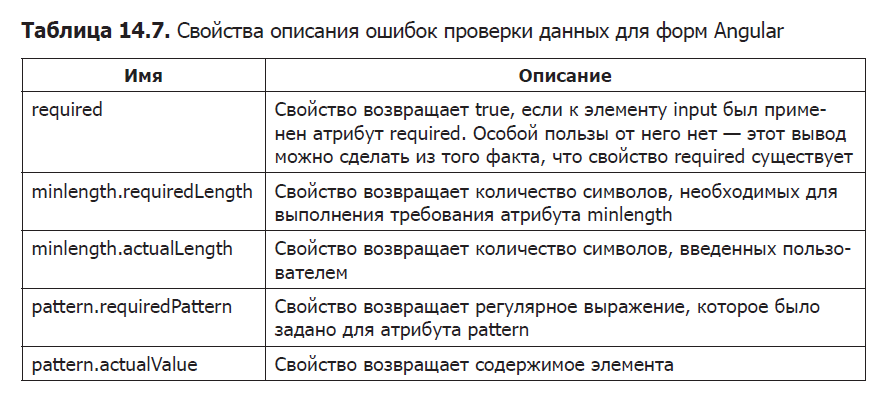 Таблица 14.7. Свойства описания ошибок проверки данных для форм Angular
Имя
Описание
required
Свойство возвращает true, если к элементу input был приме-
нен атрибут required. Особой пользы от него нет — этот вывод
можно сделать из того факта, что свойство required существует
minlength.requiredLength
Свойство возвращает количество символов, необходимых для
выполнения требования атрибута minlength
minlength.actualLength
Свойство возвращает количество символов, введенных пользо-
вателем
pattern.requiredPattern
Свойство возвращает регулярное выражение, которое было
задано для атрибута pattern
pattern.actualValue
Свойство возвращает содержимое элемента